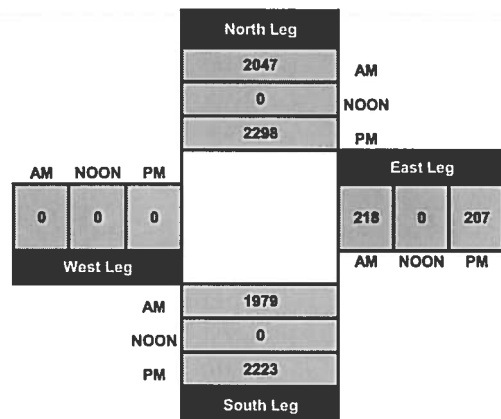 North Leg
2047 AM
0 NOON
2298 PM
AM NOON PM
East Leg
0 0 0
218 0 207
West Leg
AM NOON PM
AM 1979
NOON 0
PM 2223
South Leg